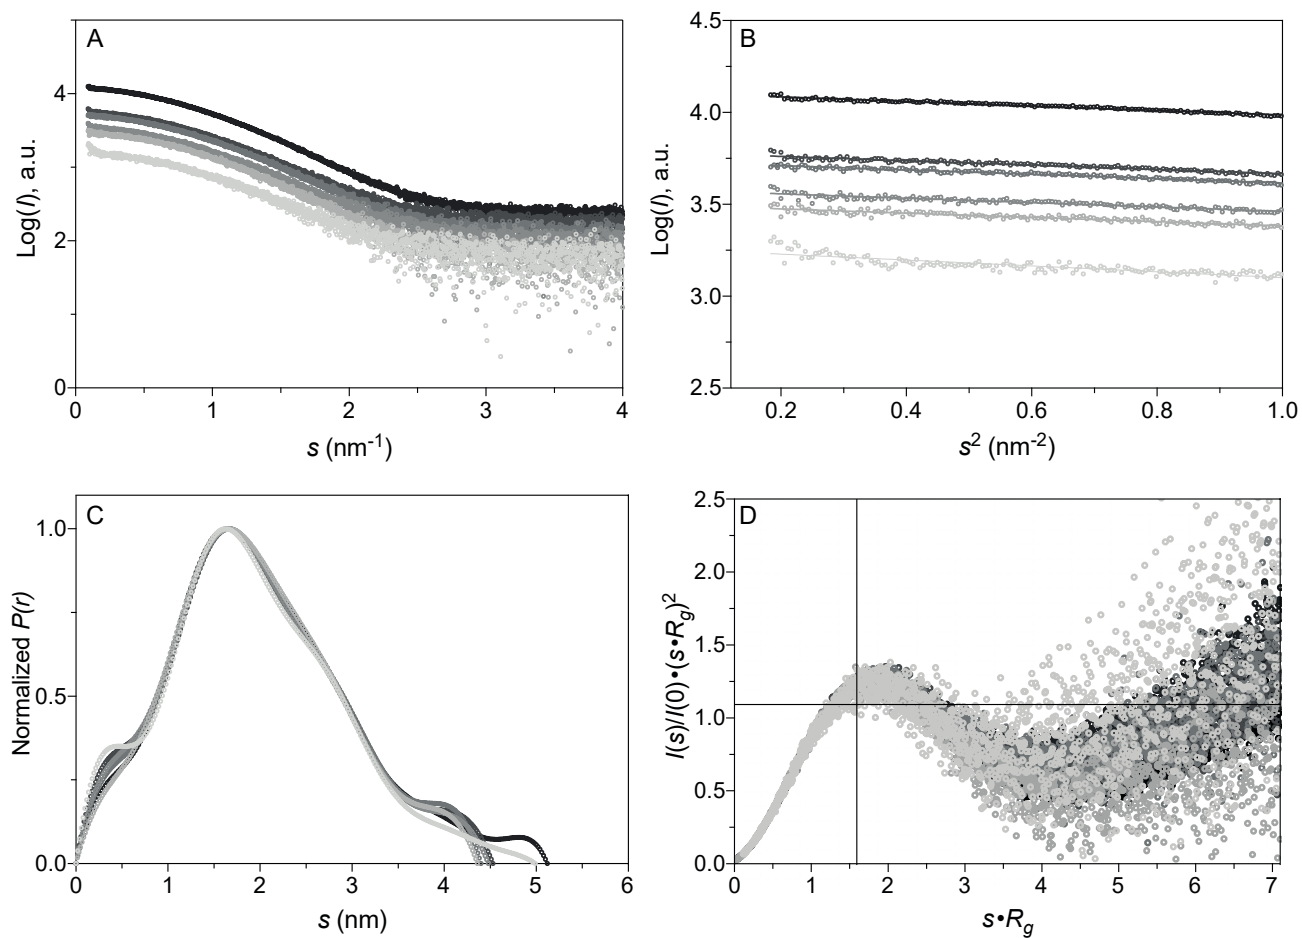 A
Log(I), a.u.
4
2
0
0 1 2 3 4
s (nm-1)
B
Log(I), a.u.
4.5
4.0
3.5
3.0
2.5
0.2 0.4 0.6 0.8 1.0
s2 (nm-2)
C
Normalized P(r)
1.0
0.5
0.0
0 1 2 3 4 5 6
s (nm)
D
I(s)/I(0)•(s•Rg)2
2.5
2.0
1.5
1.0
0.5
0.0
0 1 2 3 4 5 6 7
s•Rg